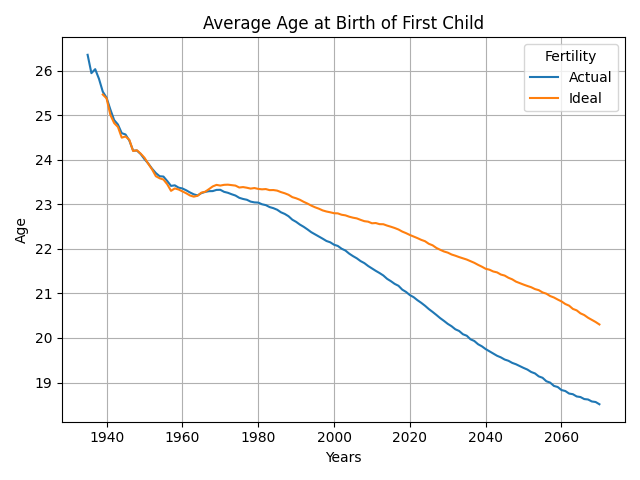 Average Age at Birth of First Child
Fertility
Actual
Ideal
Age
26
25
24
23
22
21
20
19
1940
1960
1980
2000
2020
2040
2060
Years